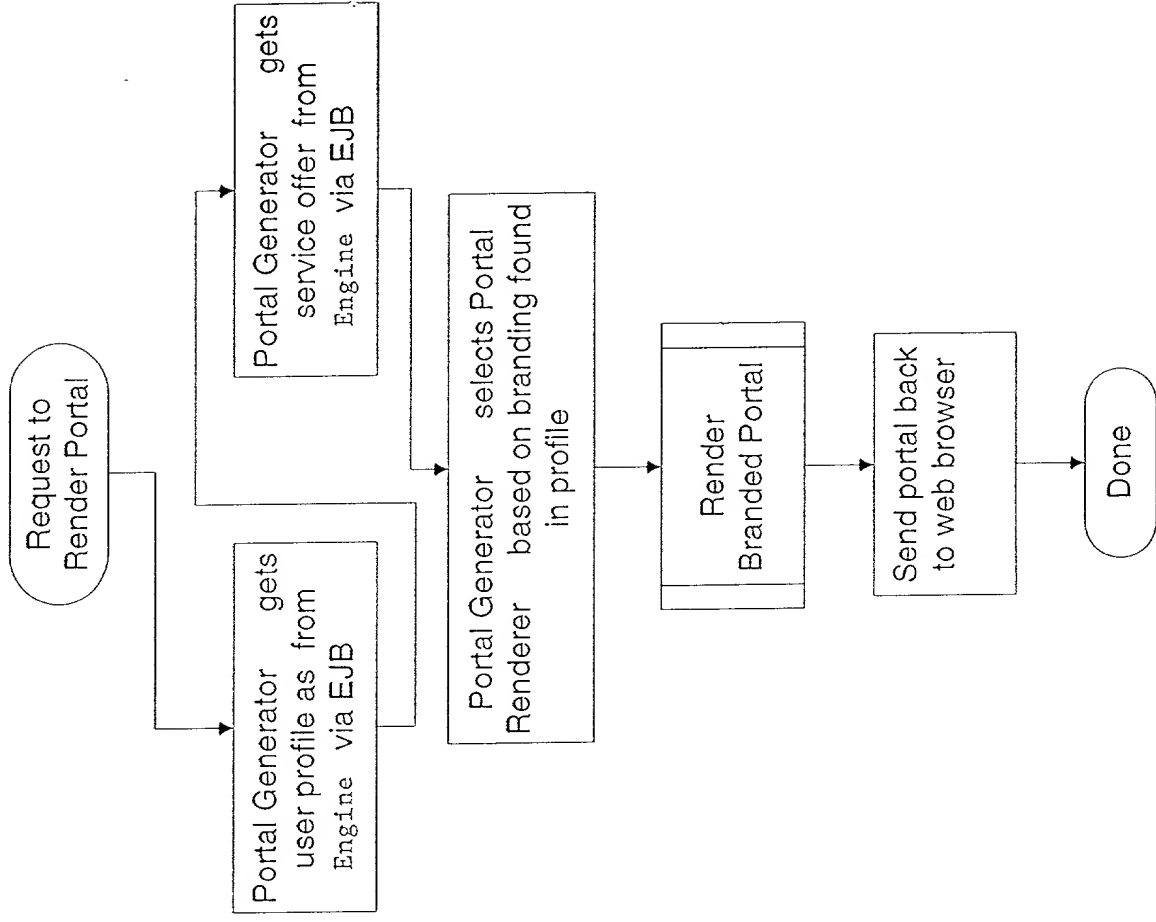 Request to
Render Portal
Portal Generator gets
user profile as from
Engine via EJB
Portal Generator gets
service offer from
Engine via EJB
Portal Generator selects Portal
Renderer based on branding found
in profile
Render
Branded Portal
Send portal back
to web browser
Done